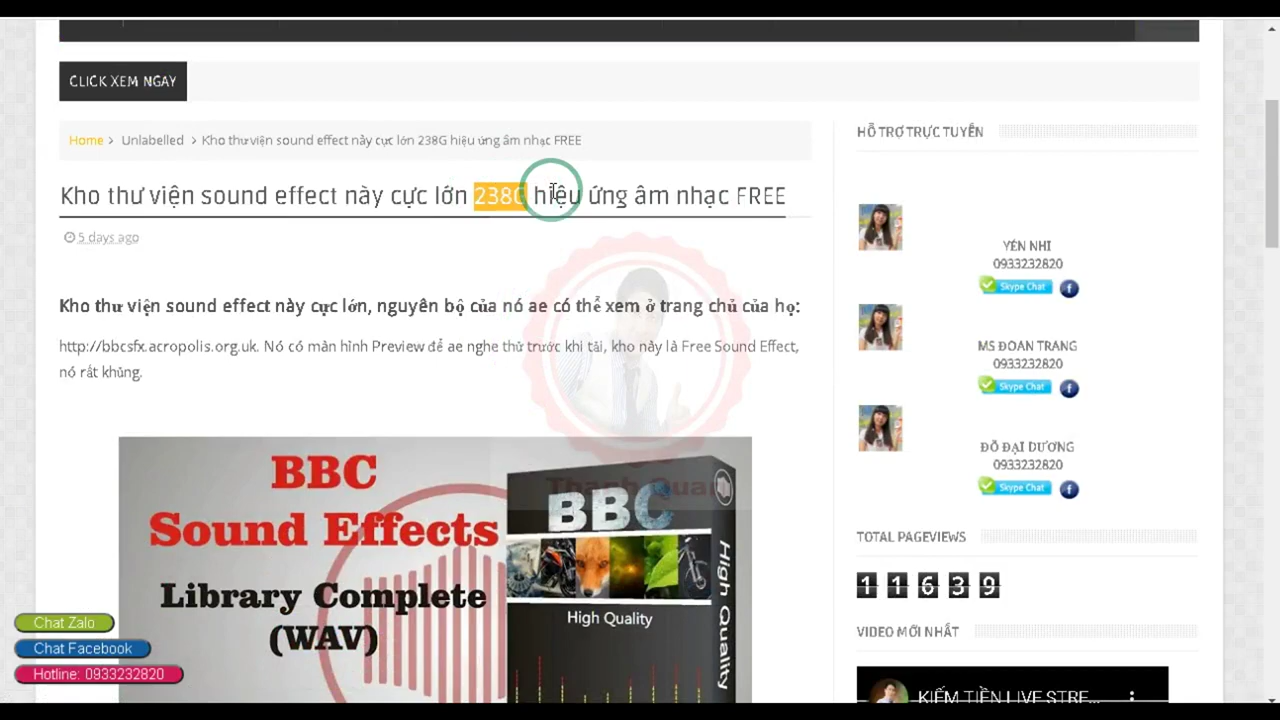 CLICK XEM NGAY
Home > Unlabelled > Kho thư viện sound effect này cực lớn 238G hiệu ứng âm nhạc FREE
Kho thư viện sound effect này cực lớn 238G hiệu ứng âm nhạc FREE
5 days ago
Kho thư viện sound effect này cực lớn, nguyên bộ của nó ae có thể xem ở trang chủ của họ:
http://bbcsfx.acropolis.org.uk. Nó có màn hình Preview để ae nghe thử trước khi tải, kho này là Free Sound Effect,
nó rất khủng.
BBC
Sound Effects
Library Complete
(WAV)
BBC
High Quality
High Quality
Thanh Quan
Chat Zalo
Chat Facebook
Hotline: 0933232820
HỖ TRỢ TRỰC TUYẾN
YẾN NHI
0933232820
Skype Chat
MS ĐOAN TRANG
0933232820
Skype Chat
ĐỖ ĐẠI DƯƠNG
0933232820
Skype Chat
TOTAL PAGEVIEWS
11639
VIDEO MỚI NHẤT
KIẾM TIỀN LIVE STRE...